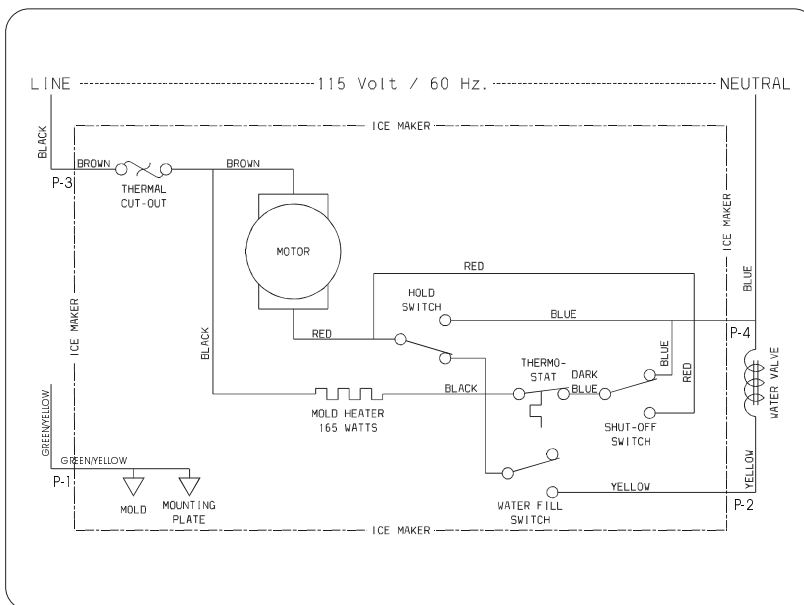 LINE 115 Volt / 60 Hz. NEUTRAL
ICE MAKER
BLACK
BROWN
BROWN
P-3
THERMAL
CUT-OUT
MOTOR
ICE MAKER
RED
BLUE
HOLD
SWITCH
RED
BLUE
P-4
ICE MAKER
BLACK
BLUE
RED
THERMO-
STAT
DARK
BLUE
BLACK
MOLD HEATER
165 WATTS
SHUT-OFF
SWITCH
WATER VALVE
GREEN/YELLOW
GREEN/YELLOW
P-1
MOLD
MOUNTING
PLATE
YELLOW
YELLOW
P-2
WATER FILL
SWITCH
ICE MAKER